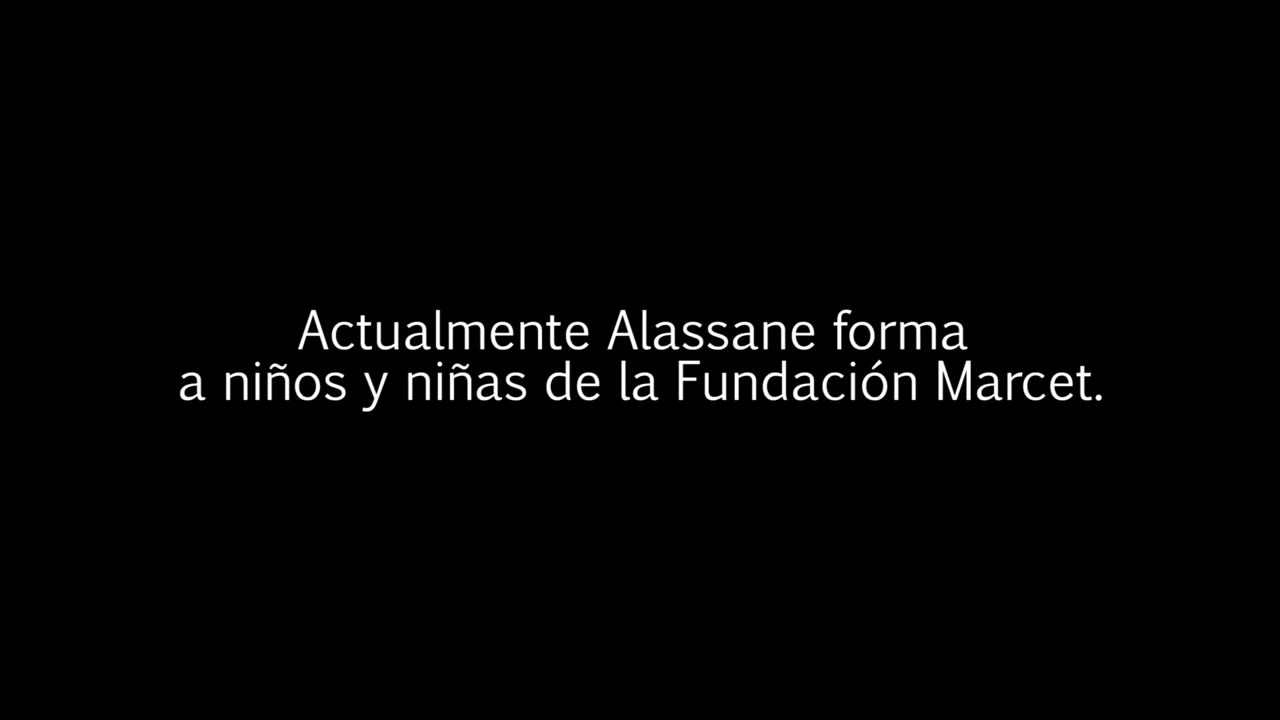 Actualmente Alassane forma
a niños y niñas de la Fundación Marcet.